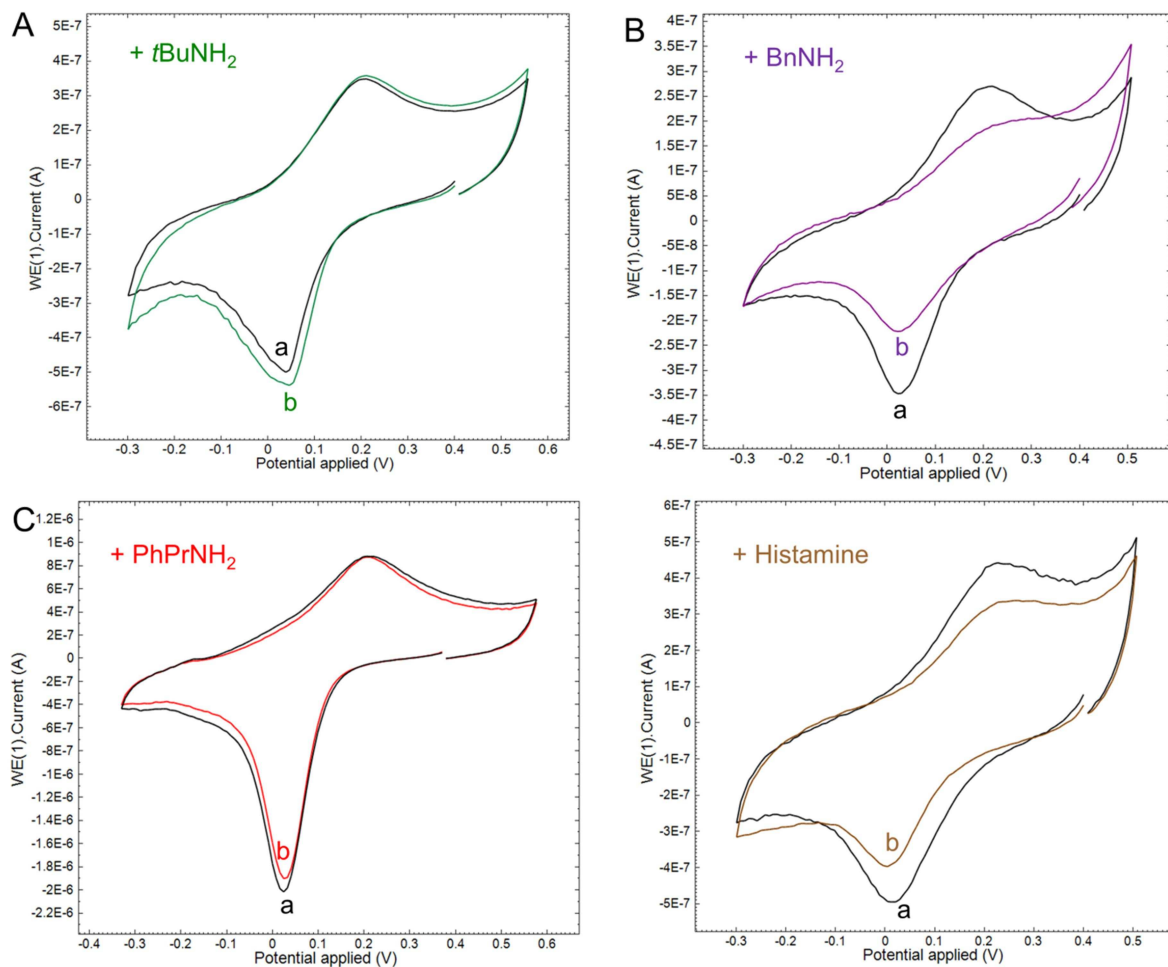 A
+ tBuNH2
5E-7
4E-7
3E-7
2E-7
1E-7
0
-1E-7
-2E-7
-3E-7
-4E-7
-5E-7
-6E-7
WE(1).Current (A)
a
b
-0.3 -0.2 -0.1 0 0.1 0.2 0.3 0.4 0.5 0.6
Potential applied (V)
B
+ BnNH2
4E-7
3.5E-7
3E-7
2.5E-7
2E-7
1.5E-7
1E-7
5E-8
0
-5E-8
-1E-7
-1.5E-7
-2E-7
-2.5E-7
-3E-7
-3.5E-7
-4E-7
-4.5E-7
WE(1).Current (A)
b
a
-0.3 -0.2 -0.1 0 0.1 0.2 0.3 0.4 0.5
Potential applied (V)
C
+ PhPrNH2
1.2E-6
1E-6
8E-7
6E-7
4E-7
2E-7
0
-2E-7
-4E-7
-6E-7
-8E-7
-1E-6
-1.2E-6
-1.4E-6
-1.6E-6
-1.8E-6
-2E-6
-2.2E-6
WE(1).Current (A)
b
a
-0.4 -0.3 -0.2 -0.1 0 0.1 0.2 0.3 0.4 0.5 0.6
Potential applied (V)
+ Histamine
6E-7
5E-7
4E-7
3E-7
2E-7
1E-7
0
-1E-7
-2E-7
-3E-7
-4E-7
-5E-7
WE(1).Current (A)
b
a
-0.3 -0.2 -0.1 0 0.1 0.2 0.3 0.4 0.5
Potential applied (V)